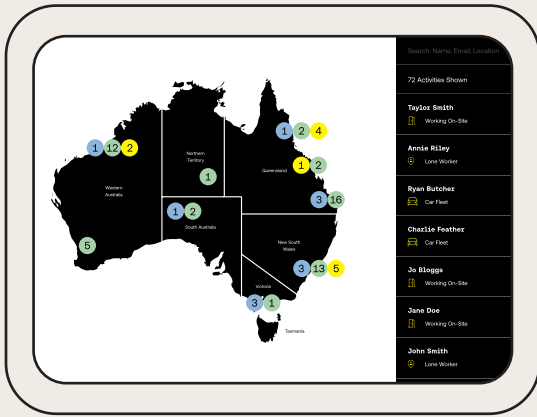 Search: Name, Email, Location
72 Activities Shown
Taylor Smith
Working On-Site
Annie Riley
Lone Worker
Ryan Butcher
Car Fleet
Charlie Feather
Car Fleet
Jo Bloggs
Working On-Site
Jane Doe
Working On-Site
John Smith
Lone Worker
1 2 4
1 12 2
Northern
Territory
1 2
Queensland
1
Western
Australia
3 16
1 2
South Australia
5
New South
Wales
3 13 5
Victoria
3 1
Tasmania